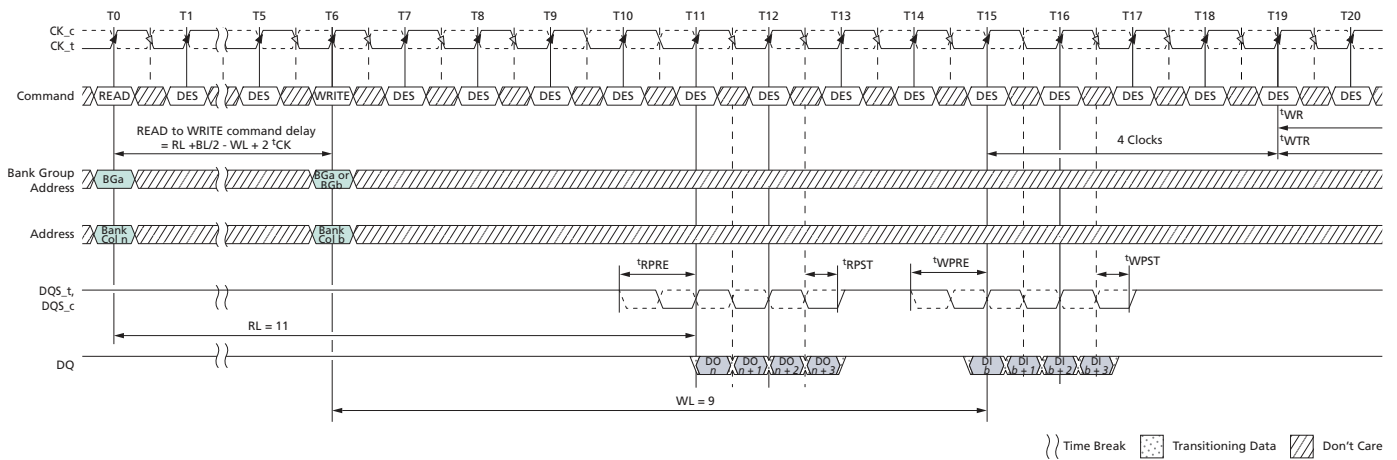 T0 T1 T5 T6 T7 T8 T9 T10 T11 T12 T13 T14 T15 T16 T17 T18 T19 T20
CK_c
CK_t
Command READ DES DES WRITE DES DES DES DES DES DES DES DES DES DES DES DES DES DES
tWR
READ to WRITE command delay
= RL +BL/2 - WL + 2 tCK
4 Clocks
tWTR
Bank Group
Address
BGa
BGa or
BGb
Address
Bank
Col n
Bank
Col b
tRPRE tRPST tWPRE tWPST
DQS_t,
DQS_c
RL = 11
DQ
DO
n
DO
n + 1
DO
n + 2
DO
n + 3
DI
b
DI
b + 1
DI
b + 2
DI
b + 3
WL = 9
Time Break Transitioning Data Don't Care